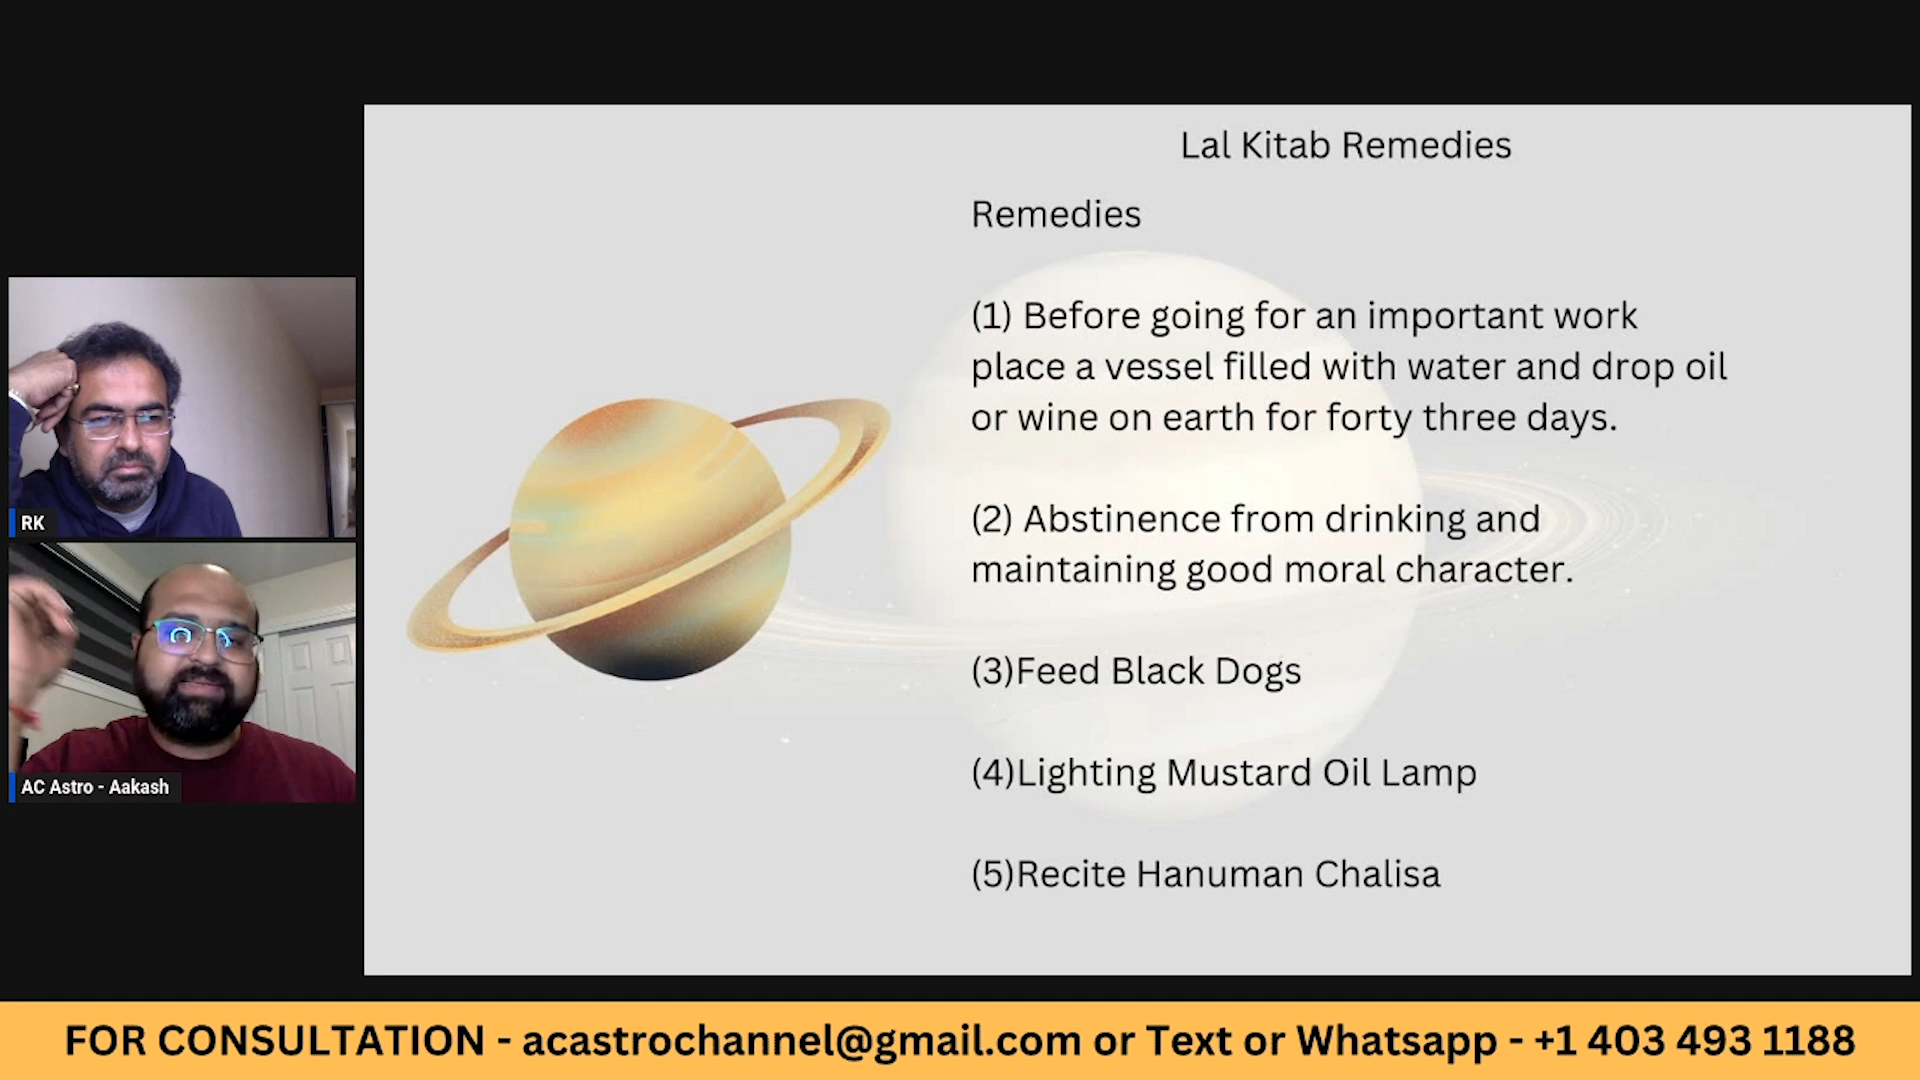 Lal Kitab Remedies
Remedies
(1) Before going for an important work
place a vessel filled with water and drop oil
or wine on earth for forty three days.
(2) Abstinence from drinking and
maintaining good moral character.
(3)Feed Black Dogs
(4)Lighting Mustard Oil Lamp
(5)Recite Hanuman Chalisa
RK
AC Astro - Aakash
FOR CONSULTATION - acastrochannel@gmail.com or Text or Whatsapp - +1 403 493 1188